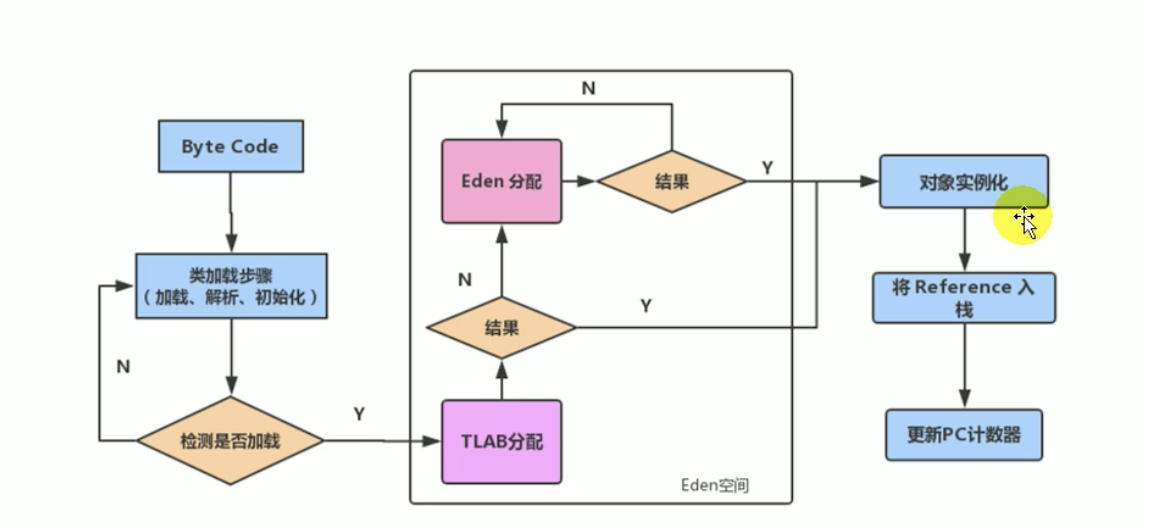 Byte Code
类加载步骤
（加载、解析、初始化）
N
检测是否加载
Y
N
Eden 分配
结果
Y
N
结果
Y
TLAB分配
Eden空间
对象实例化
将 Reference 入
栈
更新PC计数器